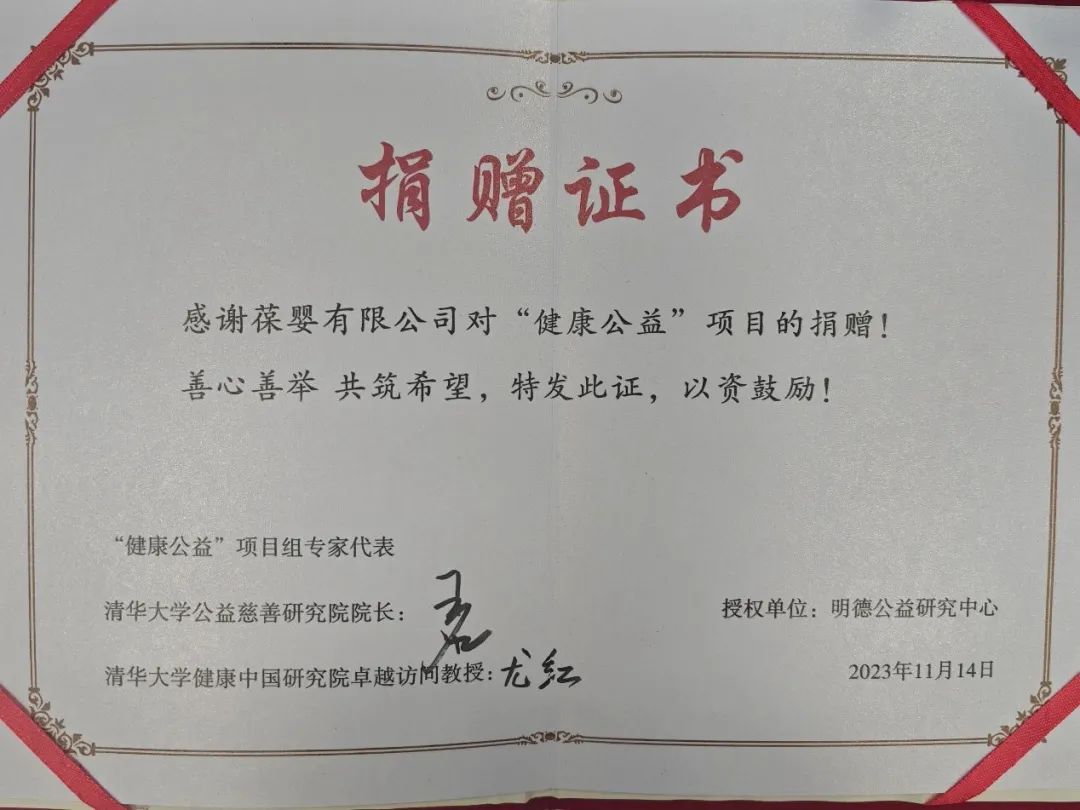 捐赠证书
感谢葆婴有限公司对“健康公益”项目的捐赠！
善心善举 共筑希望，特发此证，以资鼓励！
“健康公益”项目组专家代表
清华大学公益慈善研究院院长：
授权单位：明德公益研究中心
清华大学健康中国研究院卓越访问教授：尤红
2023年11月14日